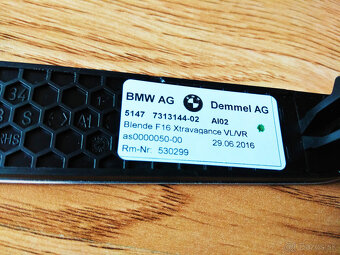 BMW AG Demmel AG
5147 7313144-02 AI02
Blende F16 Xtravagance VL/VR
as0000050-00 29.06.2016
Rm-Nr: 530299